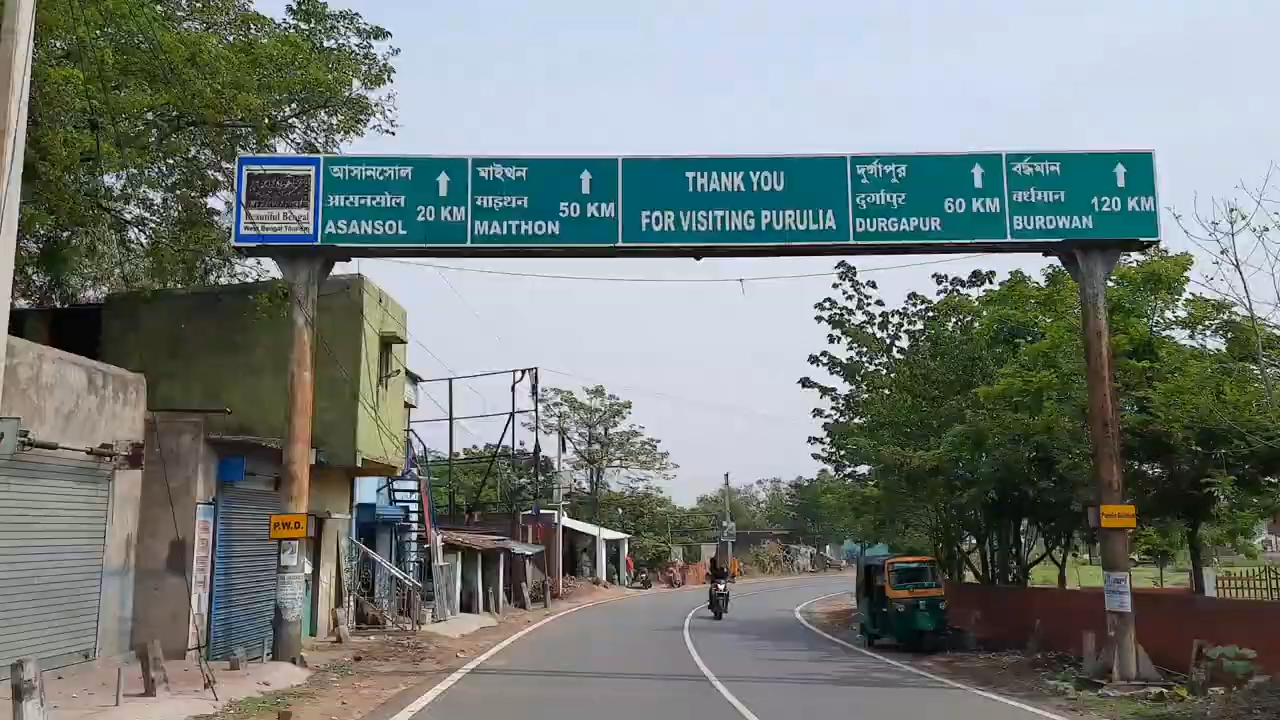 Beautiful Bengal
West Bengal Tourism
আসানসোল
आसनसोल
ASANSOL 20 KM
মাইথন
माइथन
MAITHON 50 KM
THANK YOU
FOR VISITING PURULIA
দুর্গাপুর
दुर्गापुर
DURGAPUR 60 KM
বর্দ্ধমান
बर्धमान
BURDWAN 120 KM
P.W.D.